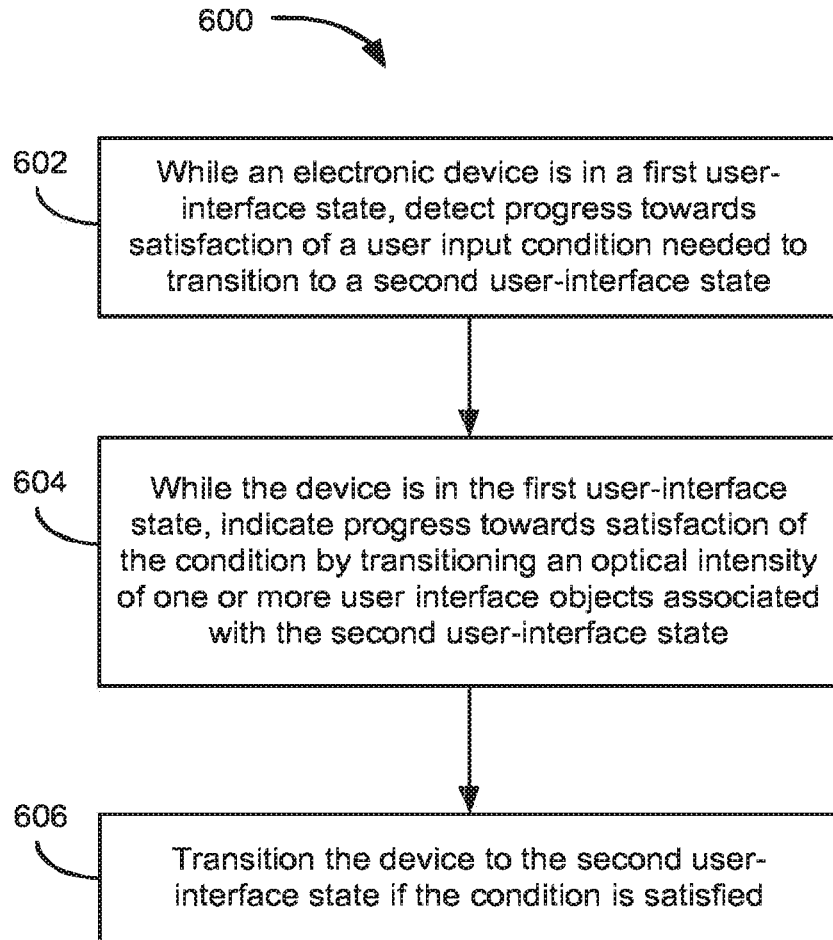 600
602
While an electronic device is in a first user-
interface state, detect progress towards
satisfaction of a user input condition needed to
transition to a second user-interface state
604
While the device is in the first user-interface
state, indicate progress towards satisfaction of
the condition by transitioning an optical intensity
of one or more user interface objects associated
with the second user-interface state
606
Transition the device to the second user-
interface state if the condition is satisfied